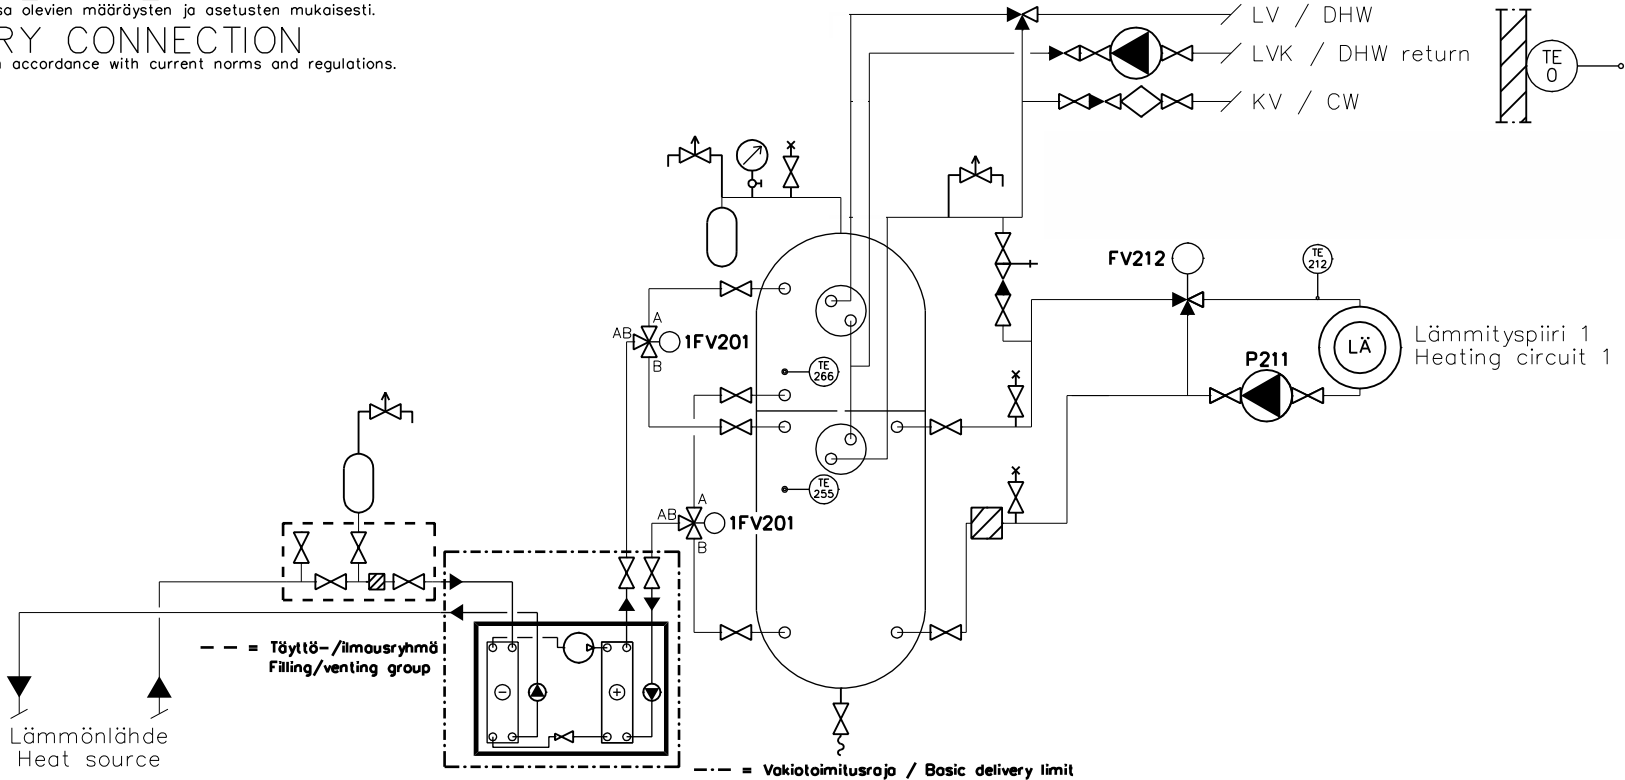 sa olevien määräysten ja asetusten mukaisesti.
RY CONNECTION
accordance with current norms and regulations.
LV / DHW
LVK / DHW return
KV / CW
TE
0
FV212
TE
212
A
AB
1FV201
B
TE
266
LÄ
Lämmityspiiri 1
Heating circuit 1
P211
TE
255
A
AB
1FV201
B
= Täyttö-/ilmausryhmä
Filling/venting group
Lämmönlähde
Heat source
= Vakiotoimitusraja / Basic delivery limit